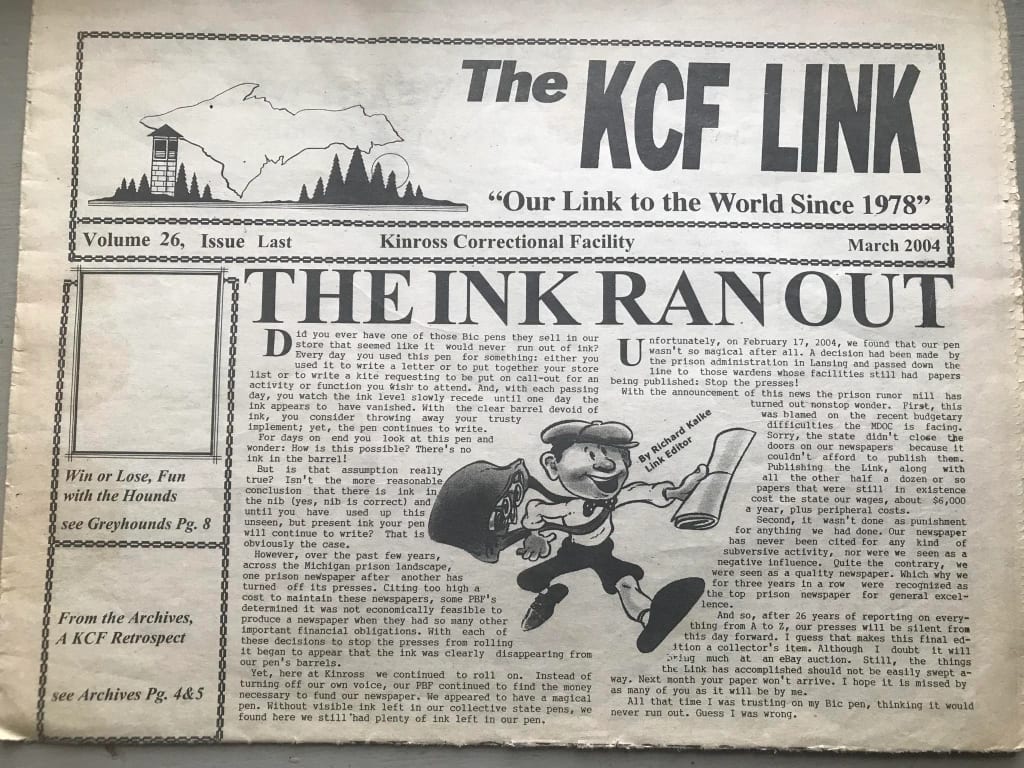 The KCF LINK
“Our Link to the World Since 1978”
Volume 26, Issue Last
Kinross Correctional Facility
March 2004
Win or Lose, Fun
with the Hounds
see Greyhounds Pg. 8
From the Archives,
A KCF Retrospect
see Archives Pg. 4&5
THE INK RAN OUT
Did you ever have one of those Bic pens they sell in our
store that seemed like it would never run out of ink?
Every day you used this pen for something: either you
used it to write a letter or to put together your store
list or to write a kite requesting to be put on call-out for an
activity or function you wish to attend. And, with each passing
day, you watch the ink level slowly recede until one day the
ink appears to have vanished. With the clear barrel devoid of
ink, you consider throwing away your trusty
implement; yet, the pen continues to write.
For days on end you look at this pen and
wonder: How is this possible? There's no
ink in the barrel!
But is that assumption really
true? Isn't the more reasonable
conclusion that there is ink in
the nib (yes, nib is correct) and
until you have used up this
unseen, but present ink your pen
will continue to write? That is
obviously the case.
However, over the past few years,
across the Michigan prison landscape,
one prison newspaper after another has
turned off its presses. Citing too high a
cost to maintain these newspapers, some PBF's
determined it was not economically feasible to
produce a newspaper when they had so many other
important financial obligations. With each of
these decisions to stop the presses from rolling
it began to appear that the ink was clearly disappearing from
our pen's barrels.
Yet, here at Kinross we continued to roll on. Instead of
turning off our own voice, our PBF continued to find the money
necessary to fund our newspaper. We appeared to have a magical
pen. Without visible ink left in our collective state pens, we
found here we still had plenty of ink left in our pen.
By Richard Kalke
Link Editor
Unfortunately, on February 17, 2004, we found that our pen
wasn't so magical after all. A decision had been made by
the prison administration in Lansing and passed down the
line to those wardens whose facilities still had papers
being published: Stop the presses!
With the announcement of this news the prison rumor mill has
turned out nonstop wonder. First, this
was blamed on the recent budgetary
difficulties the MDOC is facing.
Sorry, the state didn't close the
doors on our newspapers because it
couldn't afford to publish them.
Publishing the Link, along with
all the other half a dozen or so
papers that were still in existence
cost the state our wages, about $6,000
a year, plus peripheral costs.
Second, it wasn't done as punishment
for anything we had done. Our newspaper
has never been cited for any kind of
subversive activity, nor were we seen as a
negative influence. Quite the contrary, we
were seen as a quality newspaper. Which why we
for three years in a row were recognized as
the top prison newspaper for general excel-
lence.
And so, after 26 years of reporting on every-
thing from A to Z, our presses will be silent from
this day forward. I guess that makes this final ed-
ition a collector's item. Although I doubt it will
bring much at an eBay auction. Still, the things
the Link has accomplished should not be easily swept a-
way. Next month your paper won't arrive. I hope it is missed by
as many of you as it will be by me.
All that time I was trusting on my Bic pen, thinking it would
never run out. Guess I was wrong.